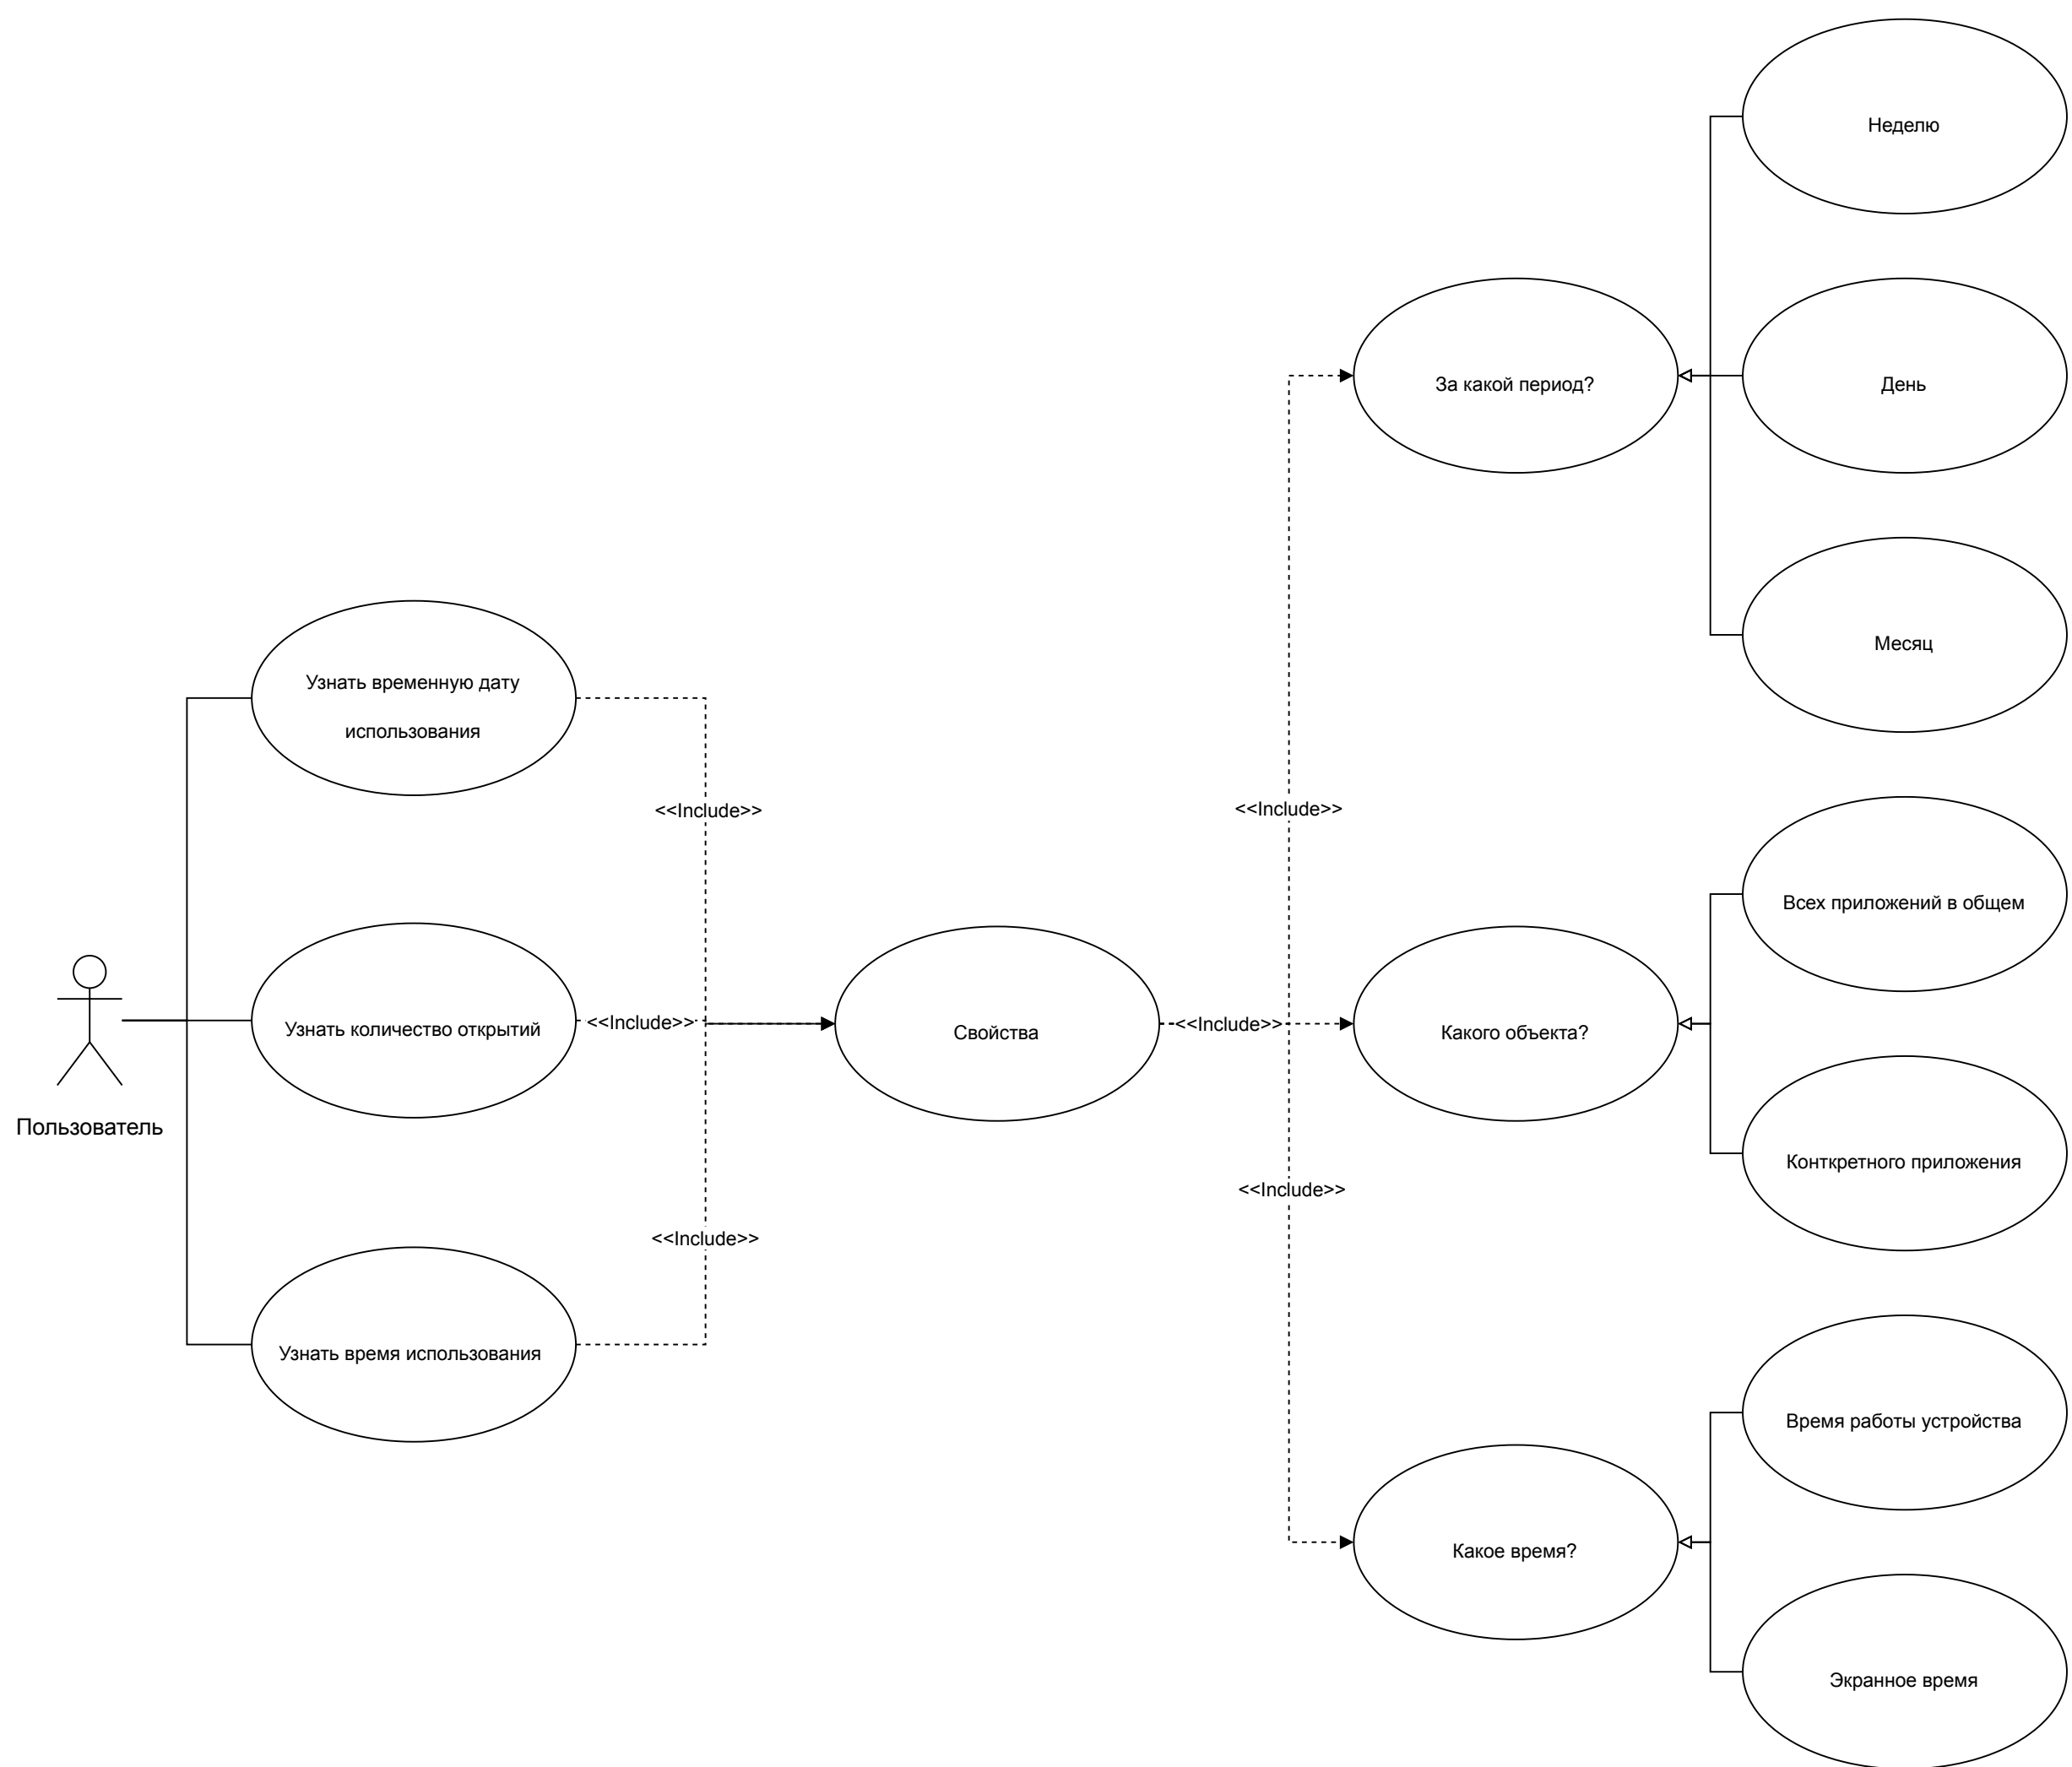 Неделю
За какой период?
День
Месяц
Узнать временную дату
использования
<<Include>>
<<Include>>
Всех приложений в общем
Пользователь
Узнать количество открытий
<<Include>>
Свойства
<<Include>>
Какого объекта?
Конткретного приложения
<<Include>>
<<Include>>
Узнать время использования
Время работы устройства
Какое время?
Экранное время